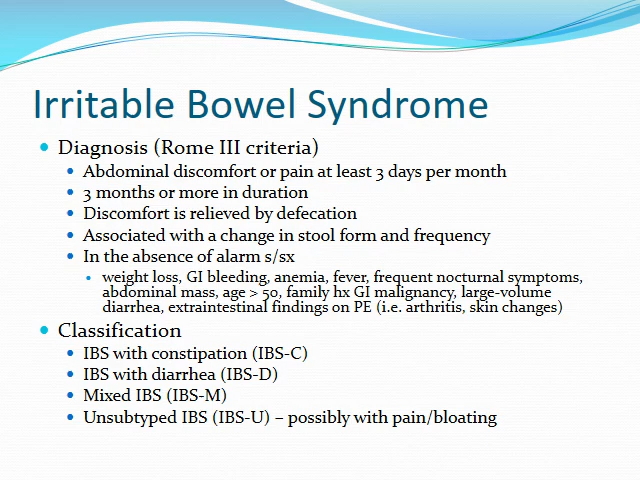 Irritable Bowel Syndrome
Diagnosis (Rome III criteria)
Abdominal discomfort or pain at least 3 days per month
3 months or more in duration
Discomfort is relieved by defecation
Associated with a change in stool form and frequency
In the absence of alarm s/sx
weight loss, GI bleeding, anemia, fever, frequent nocturnal symptoms,
abdominal mass, age > 50, family hx GI malignancy, large-volume
diarrhea, extraintestinal findings on PE (i.e. arthritis, skin changes)
Classification
IBS with constipation (IBS-C)
IBS with diarrhea (IBS-D)
Mixed IBS (IBS-M)
Unsubtyped IBS (IBS-U) – possibly with pain/bloating